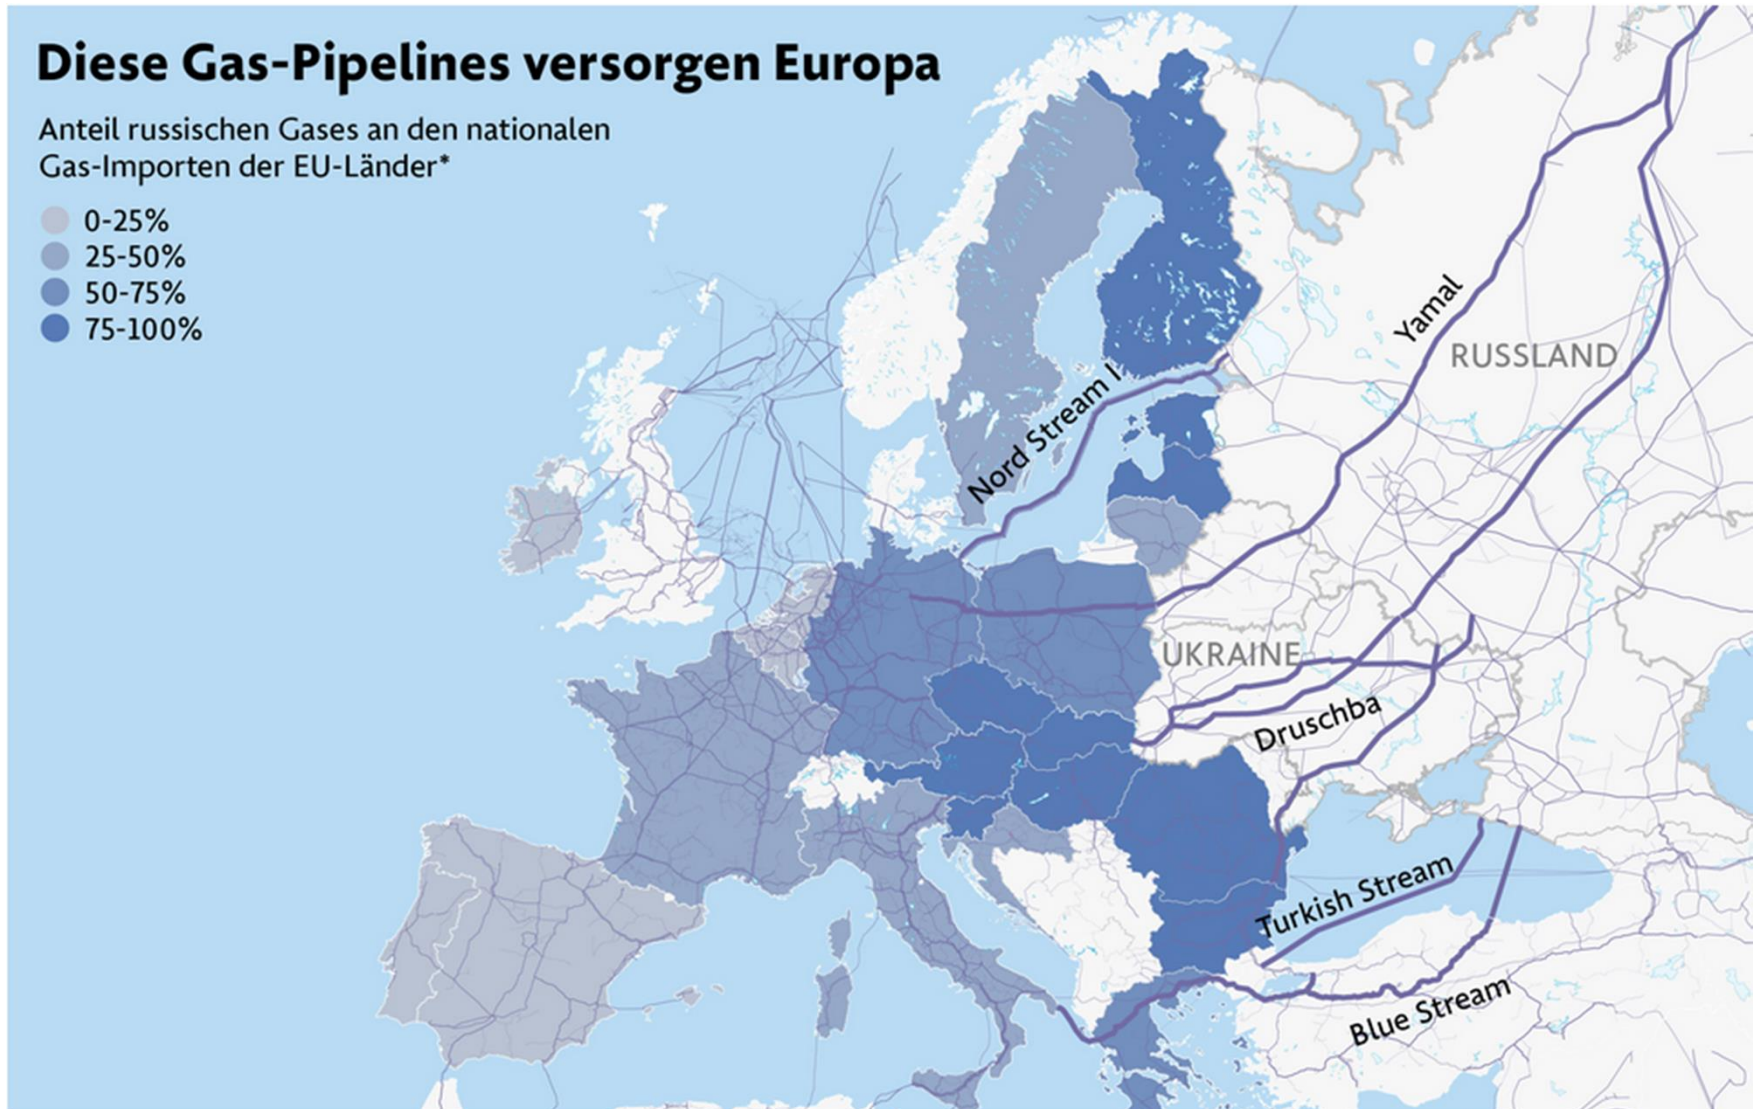 Diese Gas-Pipelines versorgen Europa
Anteil russischen Gases an den nationalen
Gas-Importen der EU-Länder*
0-25%
25-50%
50-75%
75-100%
Yamal
RUSSLAND
Nord Stream I
UKRAINE
Druschba
Turkish Stream
Blue Stream